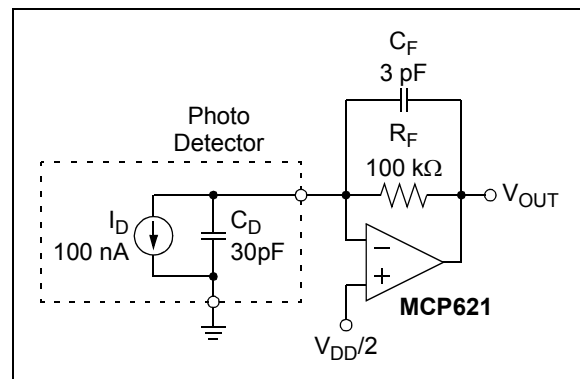 C_F
3 pF
Photo
Detector
R_F
100 kΩ
V_OUT
I_D
100 nA
C_D
30pF
−
+
MCP621
V_DD/2